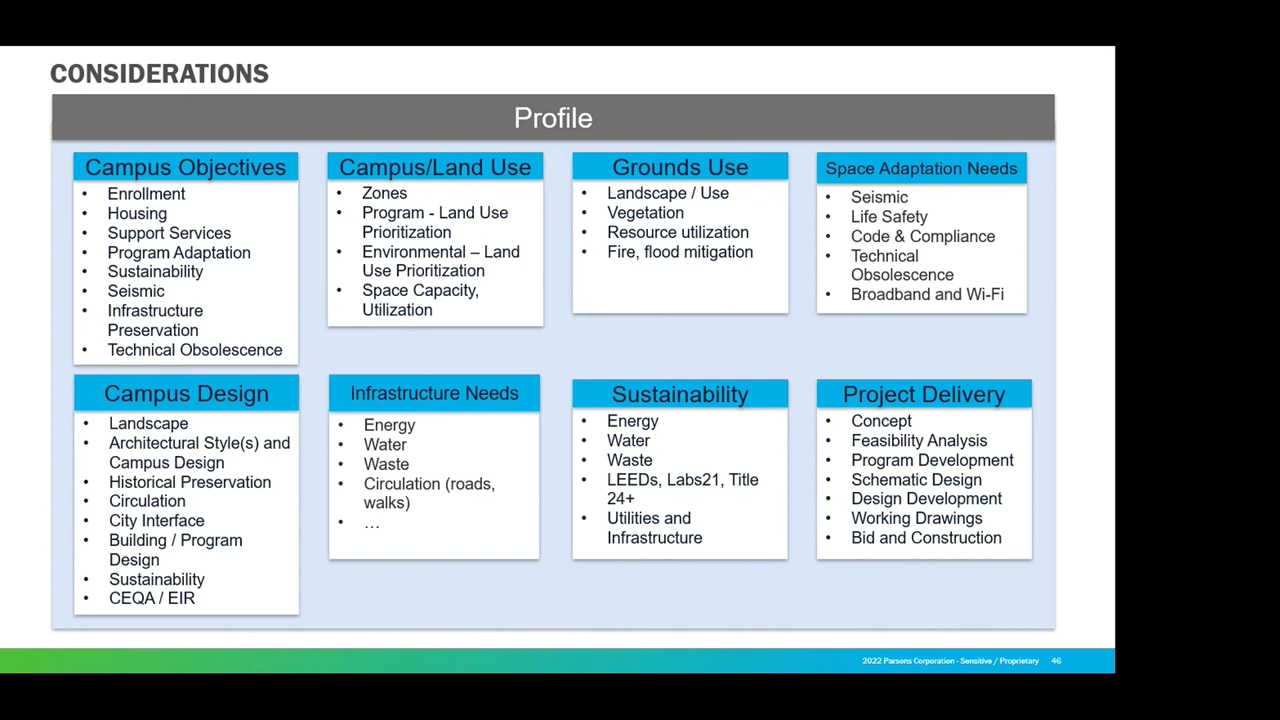 CONSIDERATIONS
Profile
Campus Objectives
• Enrollment
• Housing
• Support Services
• Program Adaptation
• Sustainability
• Seismic
• Infrastructure
Preservation
• Technical Obsolescence
Campus/Land Use
• Zones
• Program - Land Use
Prioritization
• Environmental – Land
Use Prioritization
• Space Capacity,
Utilization
Grounds Use
• Landscape / Use
• Vegetation
• Resource utilization
• Fire, flood mitigation
Space Adaptation Needs
• Seismic
• Life Safety
• Code & Compliance
• Technical
Obsolescence
• Broadband and Wi-Fi
Campus Design
• Landscape
• Architectural Style(s) and
Campus Design
• Historical Preservation
• Circulation
• City Interface
• Building / Program
Design
• Sustainability
• CEQA / EIR
Infrastructure Needs
• Energy
• Water
• Waste
• Circulation (roads,
walks)
• …
Sustainability
• Energy
• Water
• Waste
• LEEDs, Labs21, Title
24+
• Utilities and
Infrastructure
Project Delivery
• Concept
• Feasibility Analysis
• Program Development
• Schematic Design
• Design Development
• Working Drawings
• Bid and Construction
2022 Parsons Corporation - Sensitive / Proprietary 46